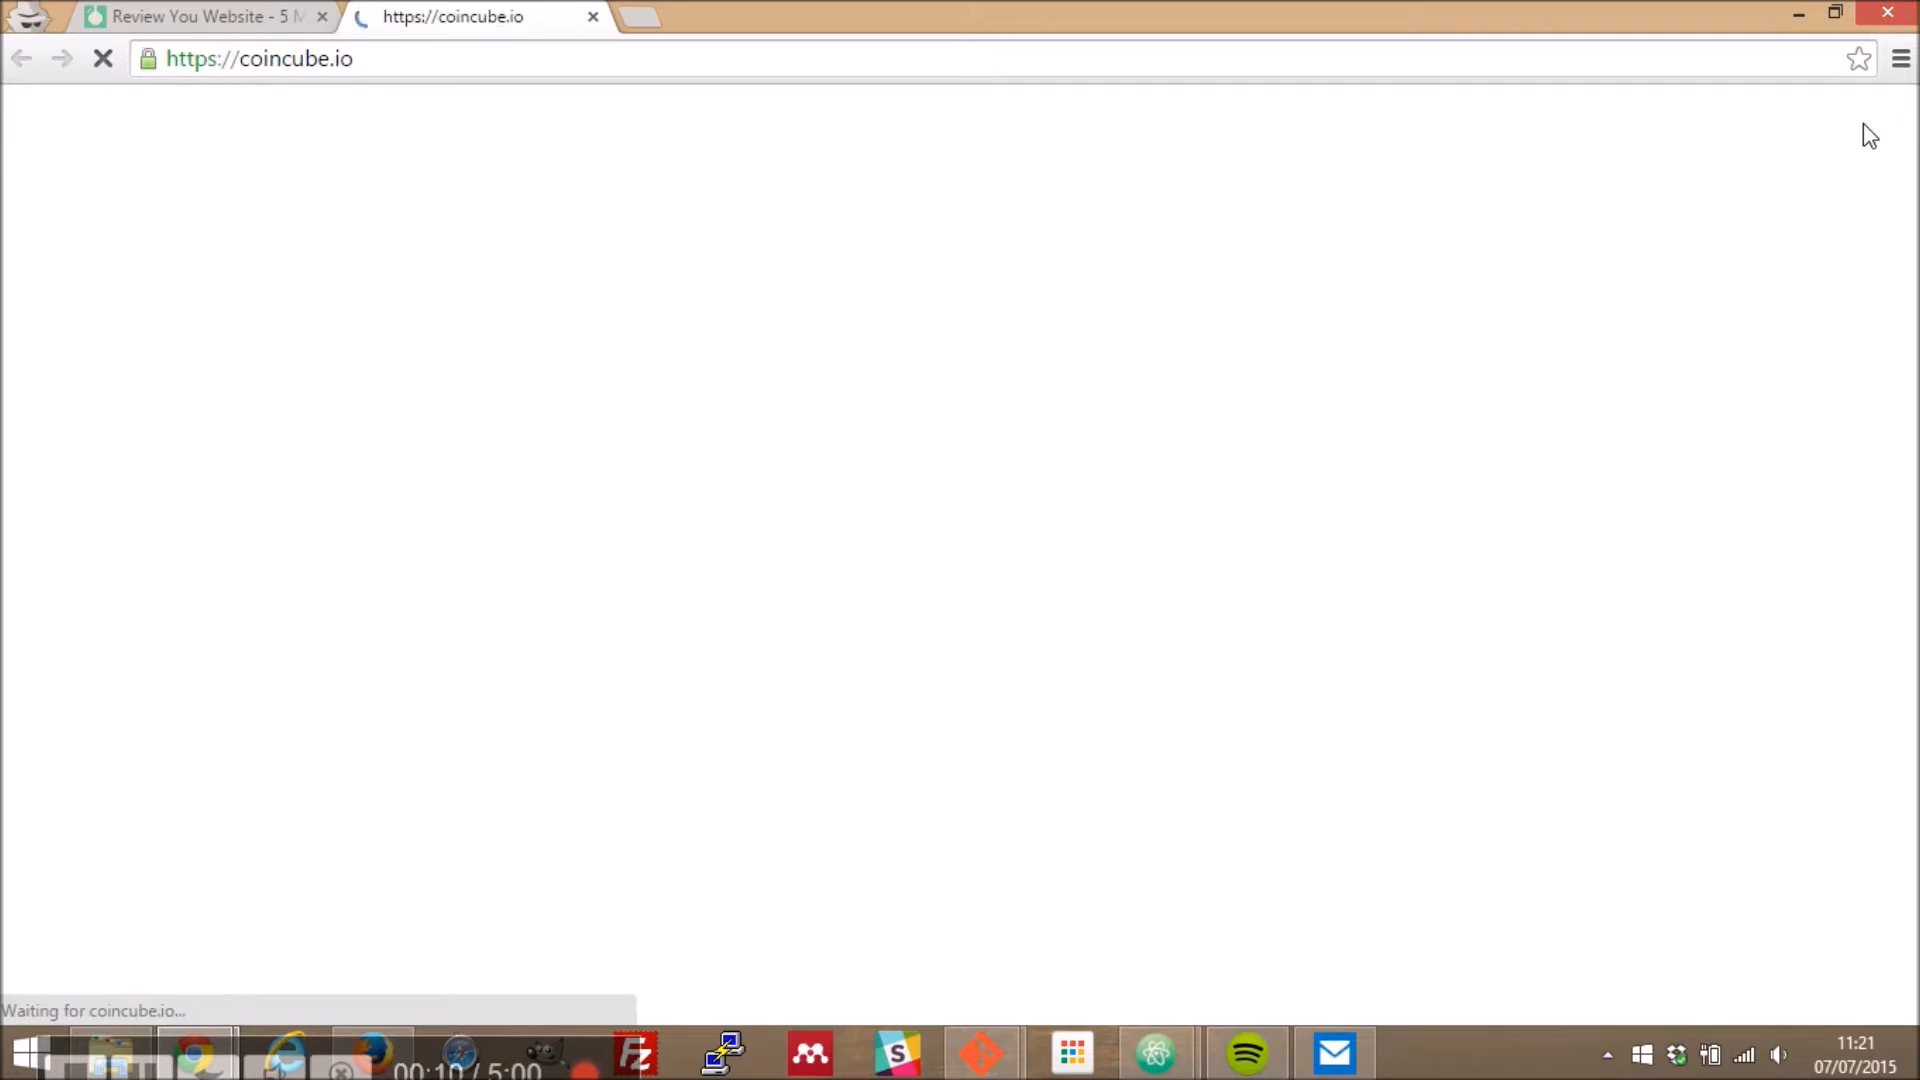 Review You Website - 5 M
https://coincube.io
https://coincube.io
Waiting for coincube.io...
00:10 / 5:00
11:21
07/07/2015